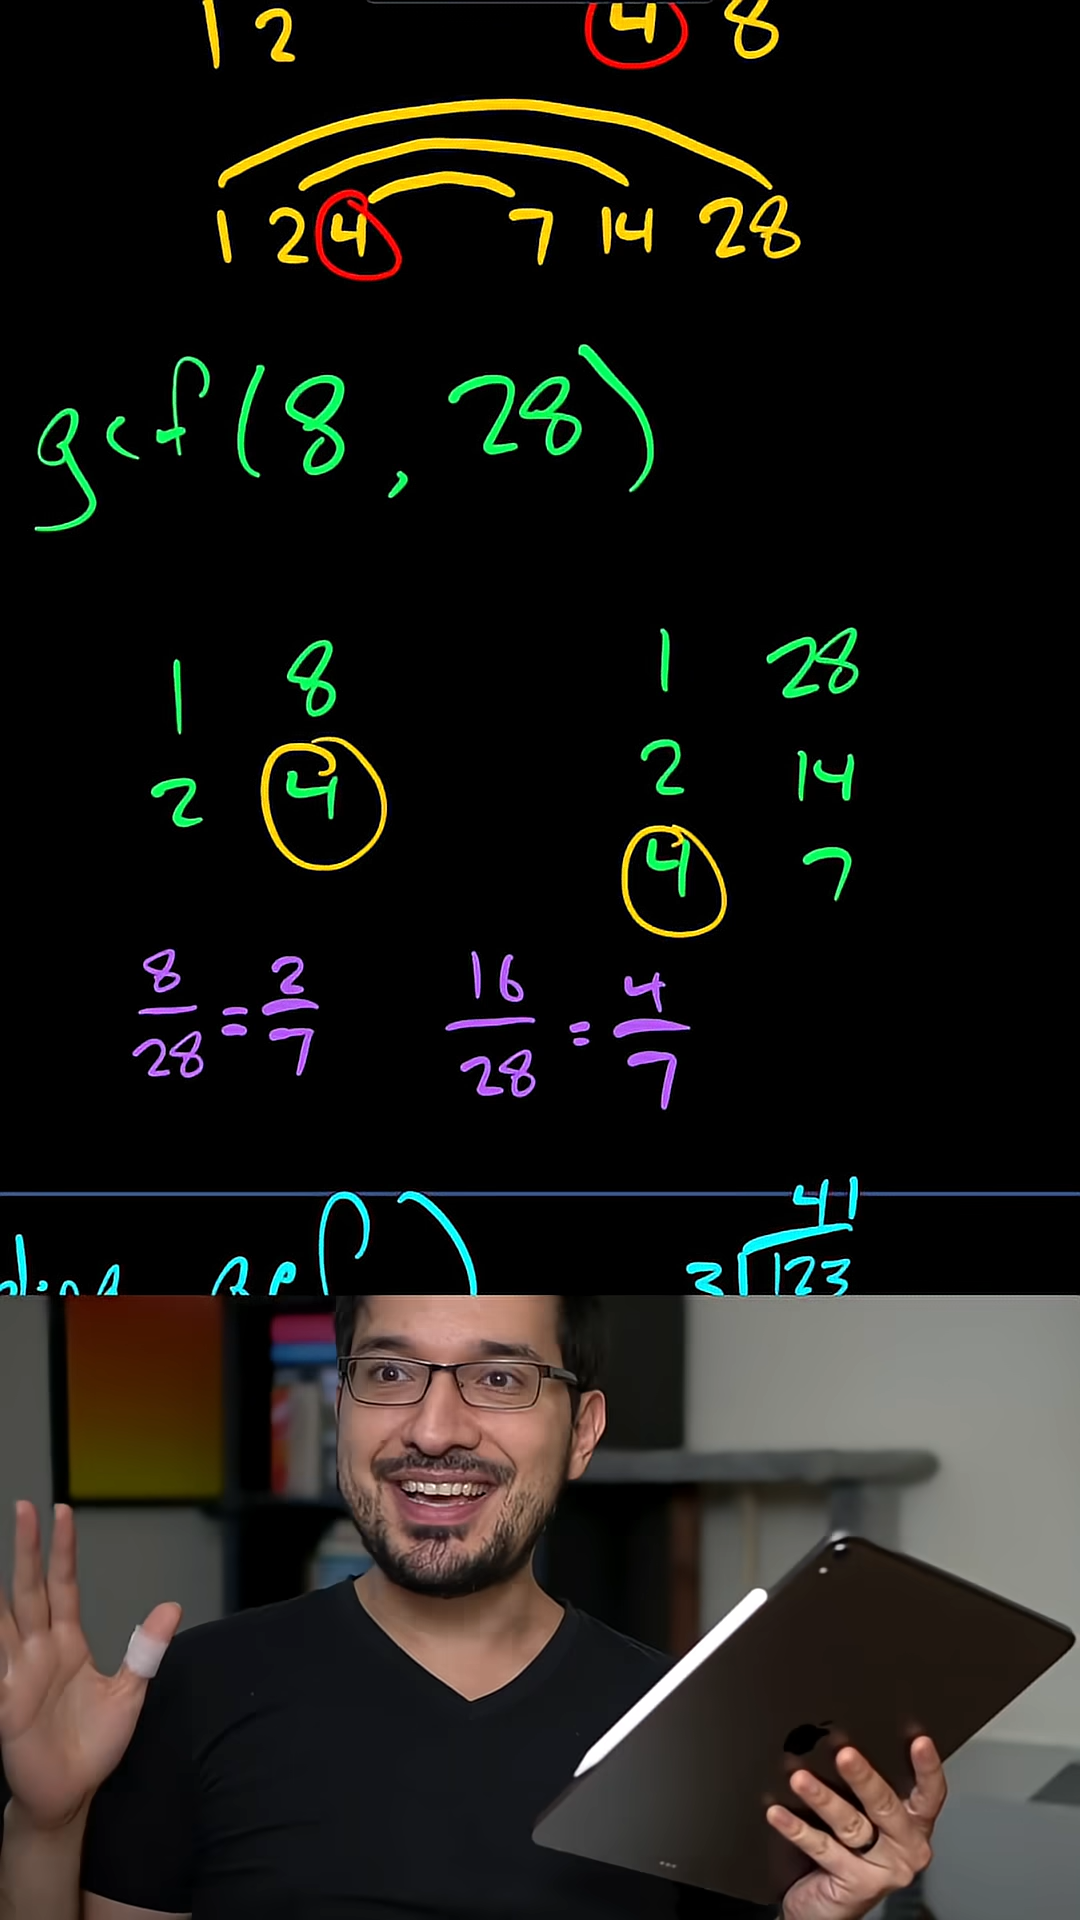 1 2 4 8
1 2 4 7 14 28
gcf(8, 28)
1 8 1 28
2 4 2 14
4 7
8/28 = 2/7 16/28 = 4/7
41
3 123